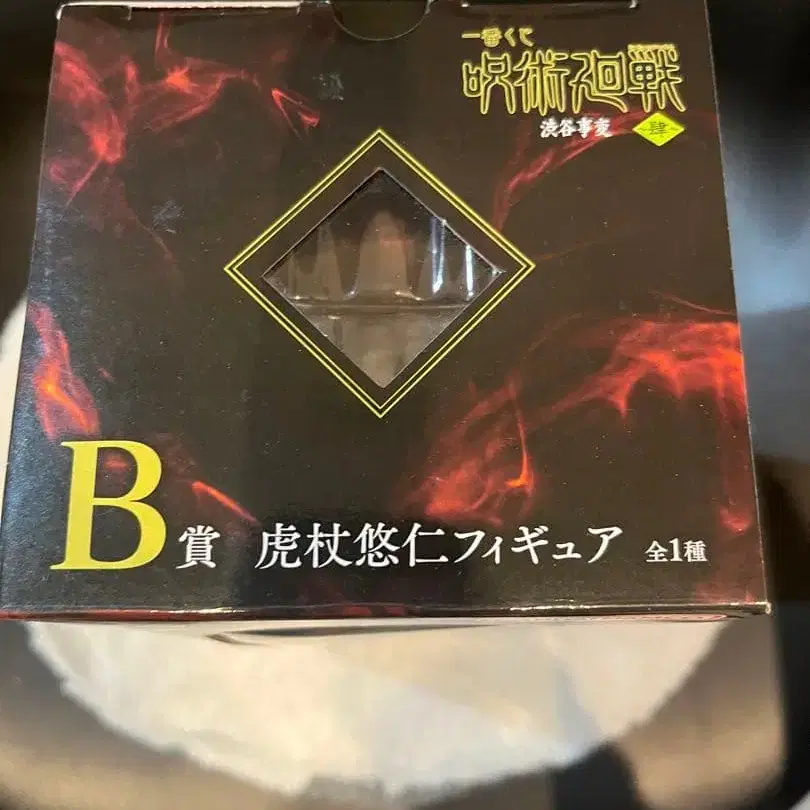 一番くじ
呪術廻戦
渋谷事変 ~肆~
B賞 虎杖悠仁フィギュア 全1種